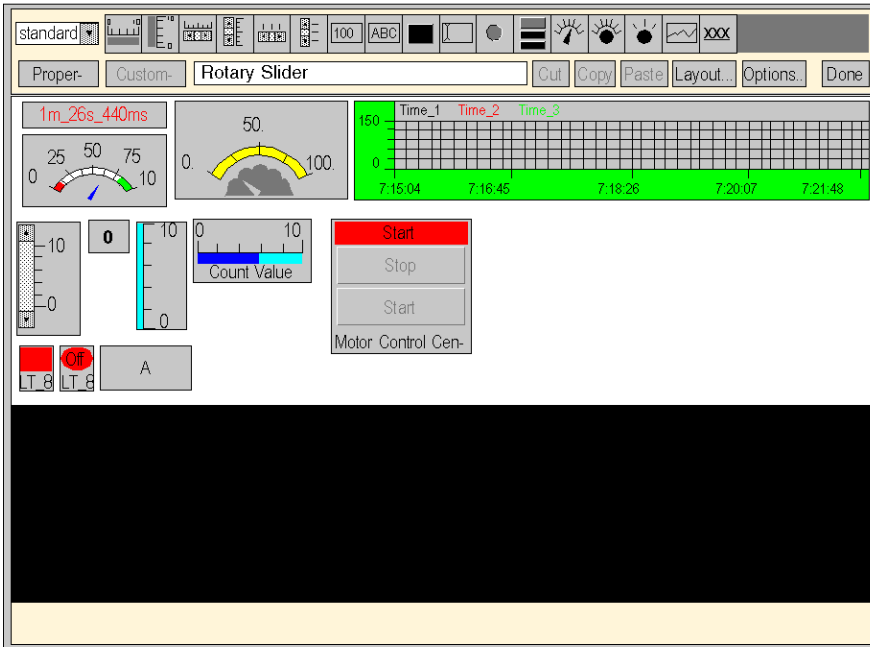 standard 100 ABC XXX
Proper- Custom- Rotary Slider Cut Copy Paste Layout... Options.. Done
1m_26s_440ms
0 25 50 75 10
0. 50. 100.
Time_1 Time_2 Time_3
150
0
7:15:04 7:16:45 7:18:26 7:20:07 7:21:48
10
0
0
10
0
0 10
Count Value
Start
Stop
Start
Motor Control Cen-
LT_8
Off
LT_8
A